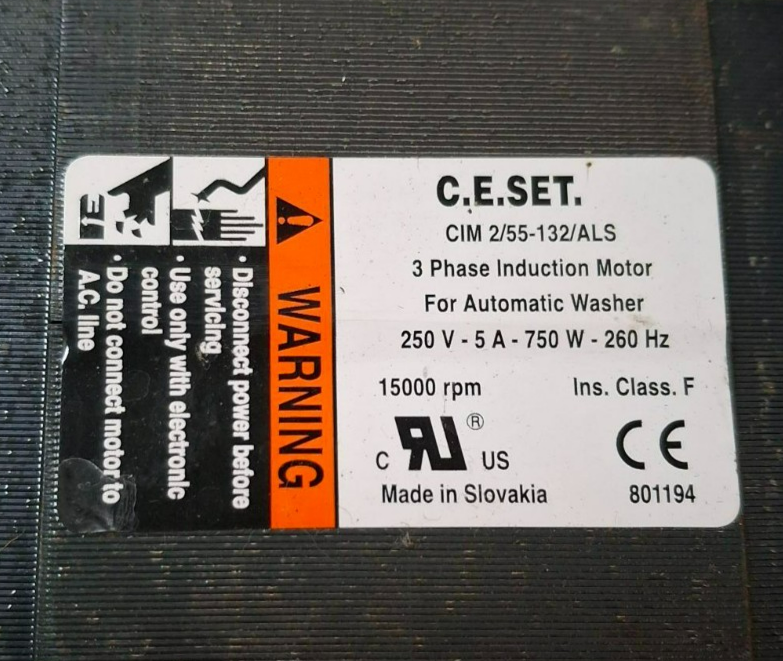 C.E.SET.
CIM 2/55-132/ALS
3 Phase Induction Motor
For Automatic Washer
250 V - 5 A - 750 W - 260 Hz
15000 rpm Ins. Class. F
C RU ® US CE
Made in Slovakia 801194
WARNING
· Disconnect power before
servicing
· Use only with electronic
control
· Do not connect motor to
A.C. line